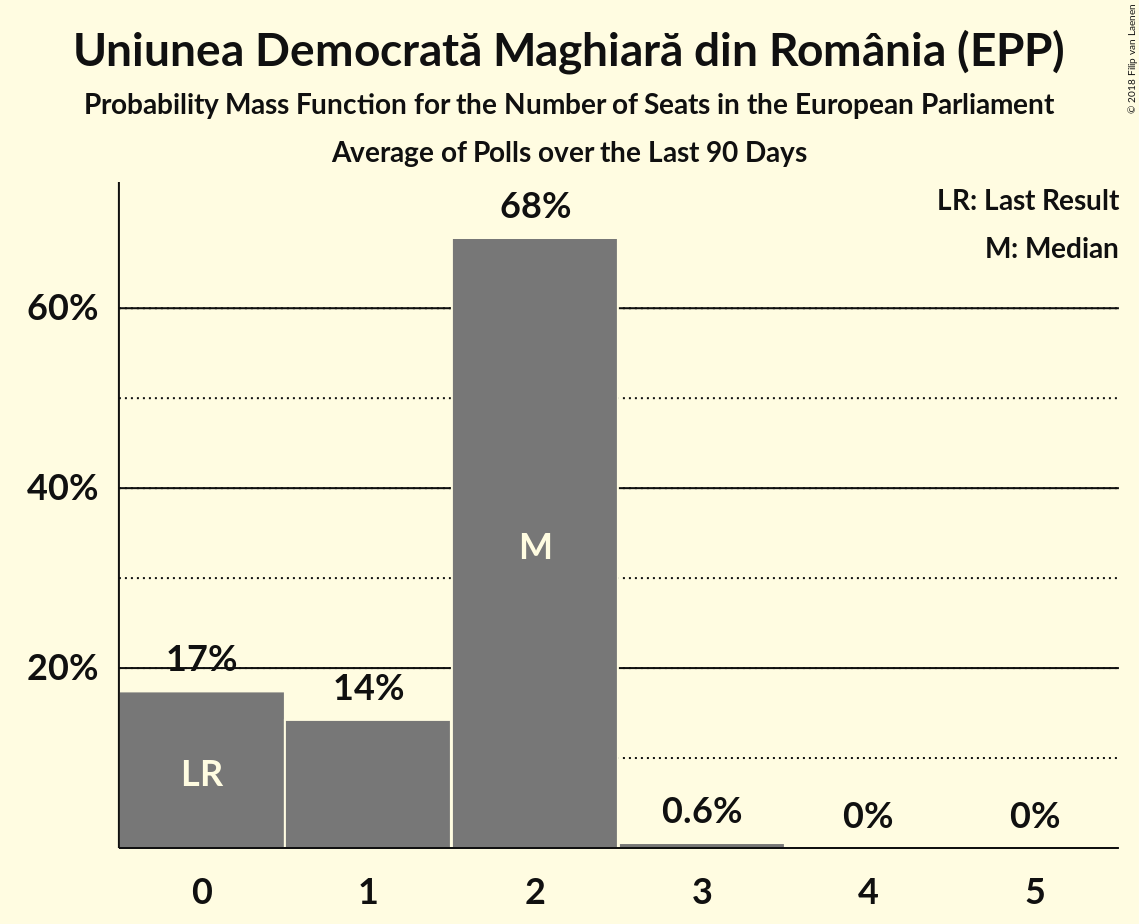 Uniunea Democrată Maghiară din România (EPP)
Probability Mass Function for the Number of Seats in the European Parliament
Average of Polls over the Last 90 Days
© 2018 Filip van Laenen
LR: Last Result
M: Median
68%
60%
40%
M
20%
17%
14%
LR
0.6%
0%
0%
0
1
2
3
4
5